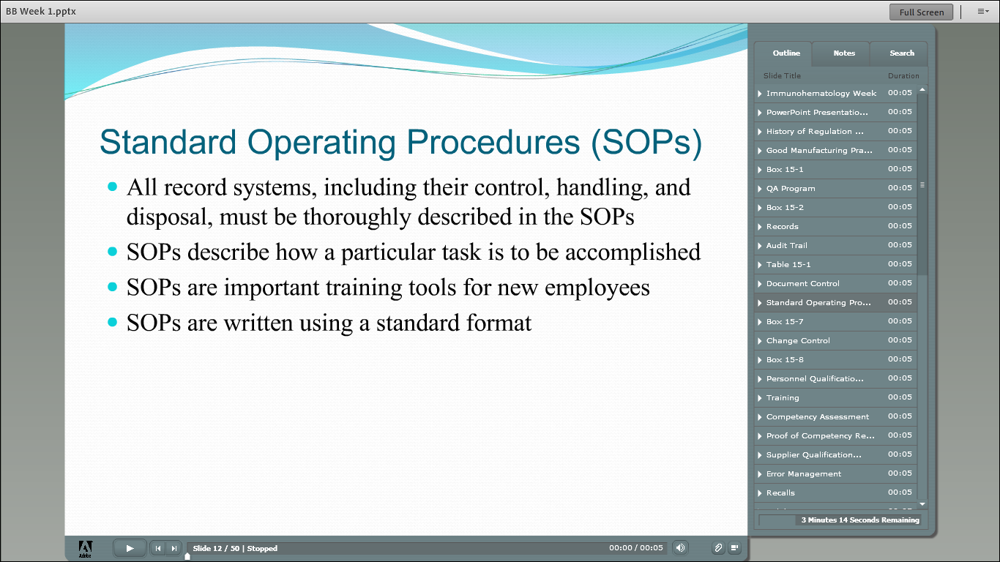 BB Week 1.pptx
Full Screen
Standard Operating Procedures (SOPs)
All record systems, including their control, handling, and
disposal, must be thoroughly described in the SOPs
SOPs describe how a particular task is to be accomplished
SOPs are important training tools for new employees
SOPs are written using a standard format
Outline Notes Search
Slide Title Duration
Immunohematology Week 00:05
PowerPoint Presentatio... 00:05
History of Regulation ... 00:05
Good Manufacturing Pra... 00:05
Box 15-1 00:05
QA Program 00:05
Box 15-2 00:05
Records 00:05
Audit Trail 00:05
Table 15-1 00:05
Document Control 00:05
Standard Operating Pro... 00:05
Box 15-7 00:05
Change Control 00:05
Box 15-8 00:05
Personnel Qualificatio... 00:05
Training 00:05
Competency Assessment 00:05
Proof of Competency Re... 00:05
Supplier Qualification... 00:05
Error Management 00:05
Recalls 00:05
3 Minutes 14 Seconds Remaining
Adobe
Slide 12 / 50 | Stopped 00:00 / 00:05